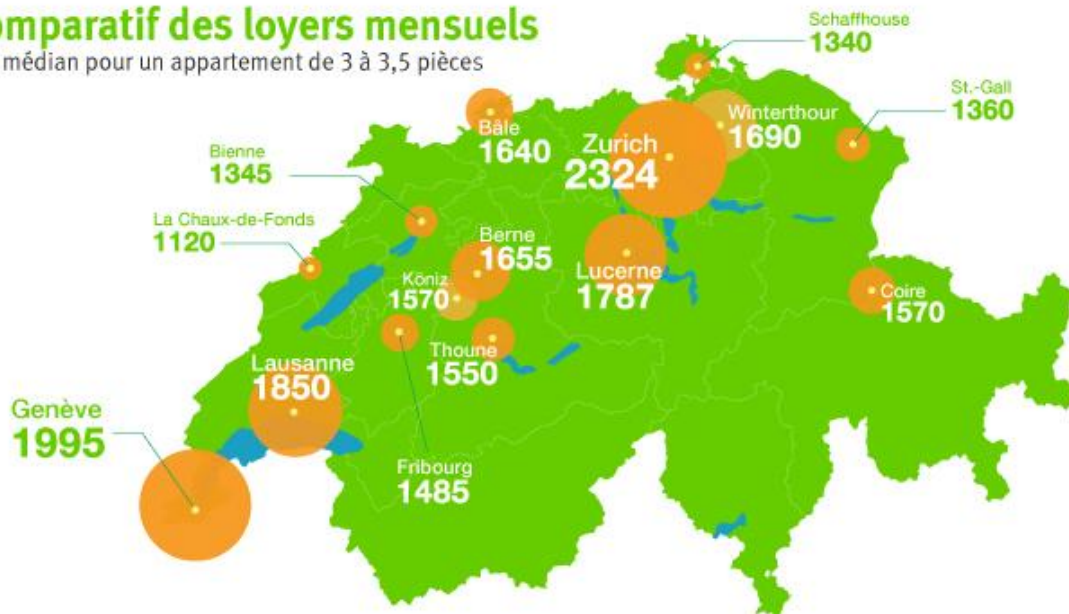 omparatif des loyers mensuels
médian pour un appartement de 3 à 3,5 pièces
Schaffhouse
1340
St.-Gall
1360
Winterthour
1690
Bâle
1640
Zurich
2324
Bienne
1345
La Chaux-de-Fonds
1120
Berne
1655
Köniz
1570
Lucerne
1787
Coire
1570
Thoune
1550
Lausanne
1850
Genève
1995
Fribourg
1485